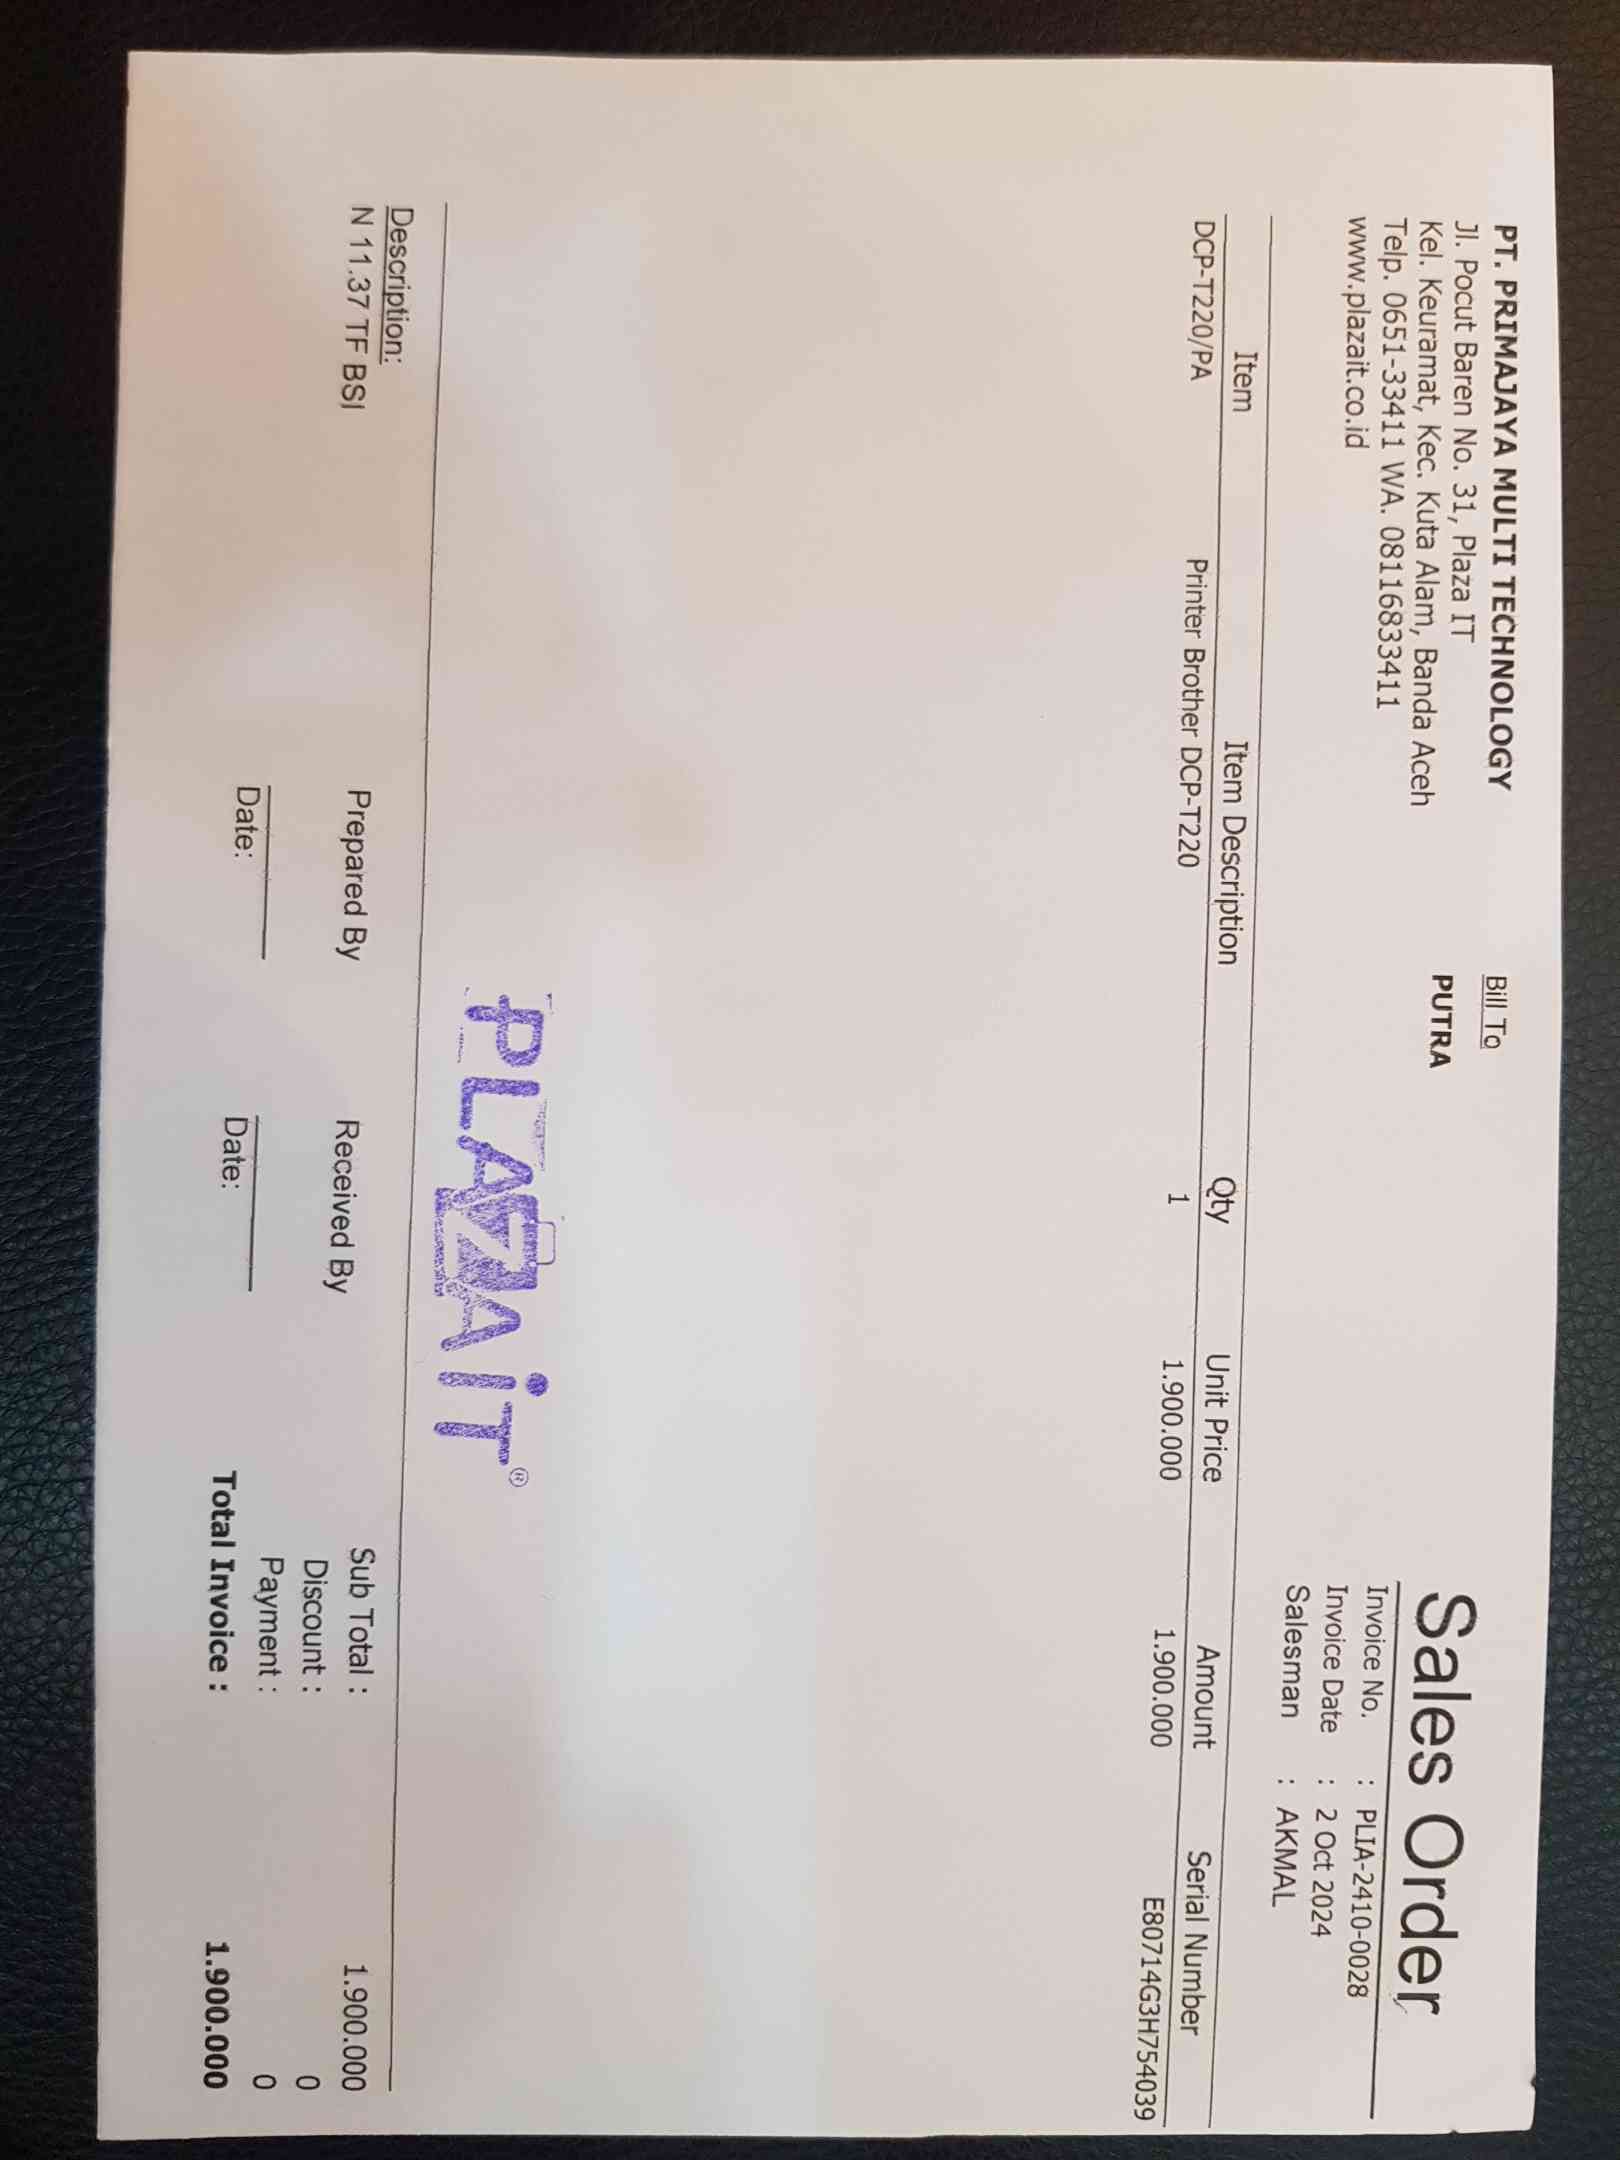 PT. PRIMAJAYA MULTI TECHNOLOGY
Jl. Pocut Baren No. 31, Plaza IT
Kel. Keuramat, Kec. Kuta Alam, Banda Aceh
Telp. 0651-33411 WA. 08116833411
www.plazait.co.id
Bill To
PUTRA
Sales Order
Invoice No. : PLIA-2410-0028
Invoice Date : 2 Oct 2024
Salesman : AKMAL
Item Item Description Qty Unit Price Amount Serial Number
DCP-T220/PA Printer Brother DCP-T220 1 1.900.000 1.900.000 E80714G3H754039
PLAZAiT®
Description:
N 11.37 TF BSI
Prepared By
Date:
Received By
Date:
Sub Total : 1.900.000
Discount : 0
Payment : 0
Total Invoice : 1.900.000